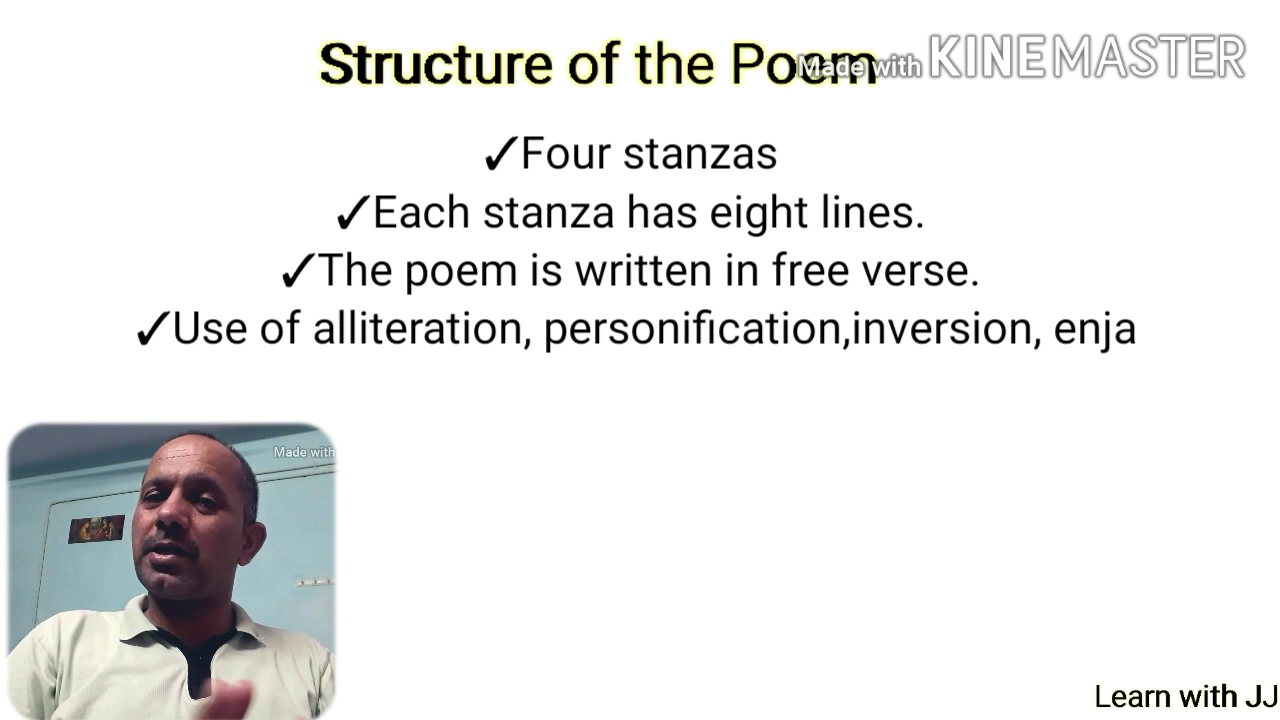 Structure of the Poem
Made with KINEMASTER
✓Four stanzas
✓Each stanza has eight lines.
✓The poem is written in free verse.
✓Use of alliteration, personification,inversion, enja
Made with
Learn with JJ